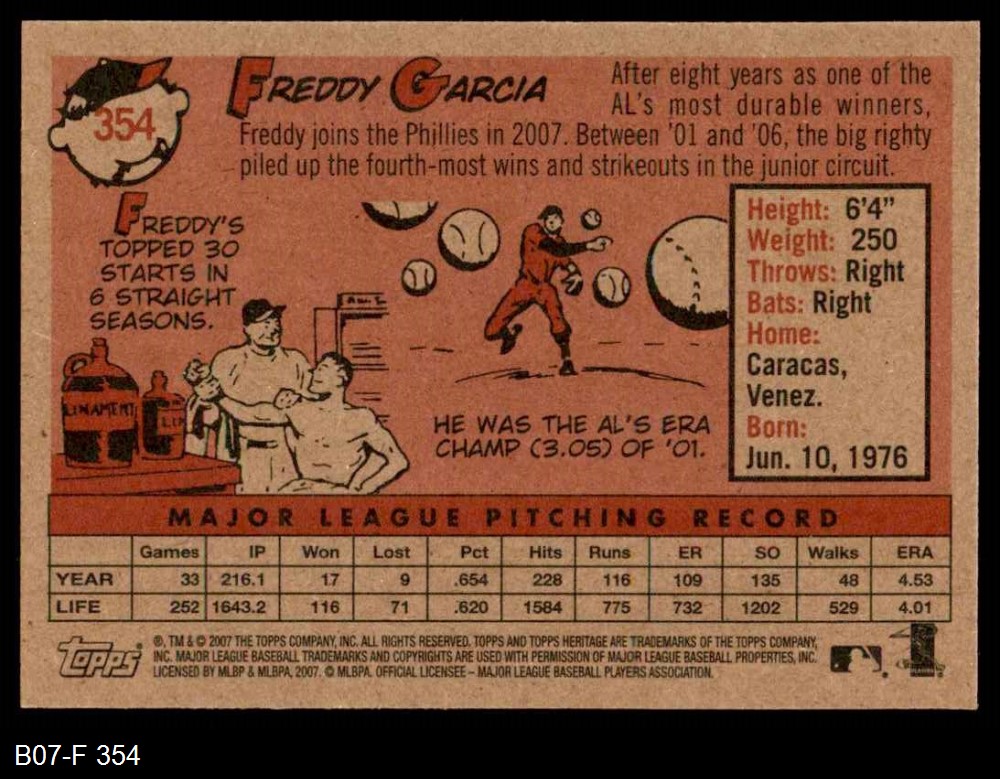 354
FREDDY GARCIA
After eight years as one of the
AL's most durable winners,
Freddy joins the Phillies in 2007. Between '01 and '06, the big righty
piled up the fourth-most wins and strikeouts in the junior circuit.
FREDDY'S
TOPPED 30
STARTS IN
6 STRAIGHT
SEASONS.
LINAMENT
LIN
HE WAS THE AL'S ERA
CHAMP (3.05) OF '01.
Height: 6'4”
Weight: 250
Throws: Right
Bats: Right
Home:
Caracas,
Venez.
Born:
Jun. 10, 1976
MAJOR LEAGUE PITCHING RECORD
Games IP Won Lost Pct Hits Runs ER SO Walks ERA
YEAR 33 216.1 17 9 .654 228 116 109 135 48 4.53
LIFE 252 1643.2 116 71 .620 1584 775 732 1202 529 4.01
Topps
®, TM & © 2007 THE TOPPS COMPANY, INC. ALL RIGHTS RESERVED. TOPPS AND TOPPS HERITAGE ARE TRADEMARKS OF THE TOPPS COMPANY,
INC. MAJOR LEAGUE BASEBALL TRADEMARKS AND COPYRIGHTS ARE USED WITH PERMISSION OF MAJOR LEAGUE BASEBALL PROPERTIES, INC.
LICENSED BY MLBP & MLBPA, 2007. © MLBPA. OFFICIAL LICENSEE – MAJOR LEAGUE BASEBALL PLAYERS ASSOCIATION.
B07-F 354